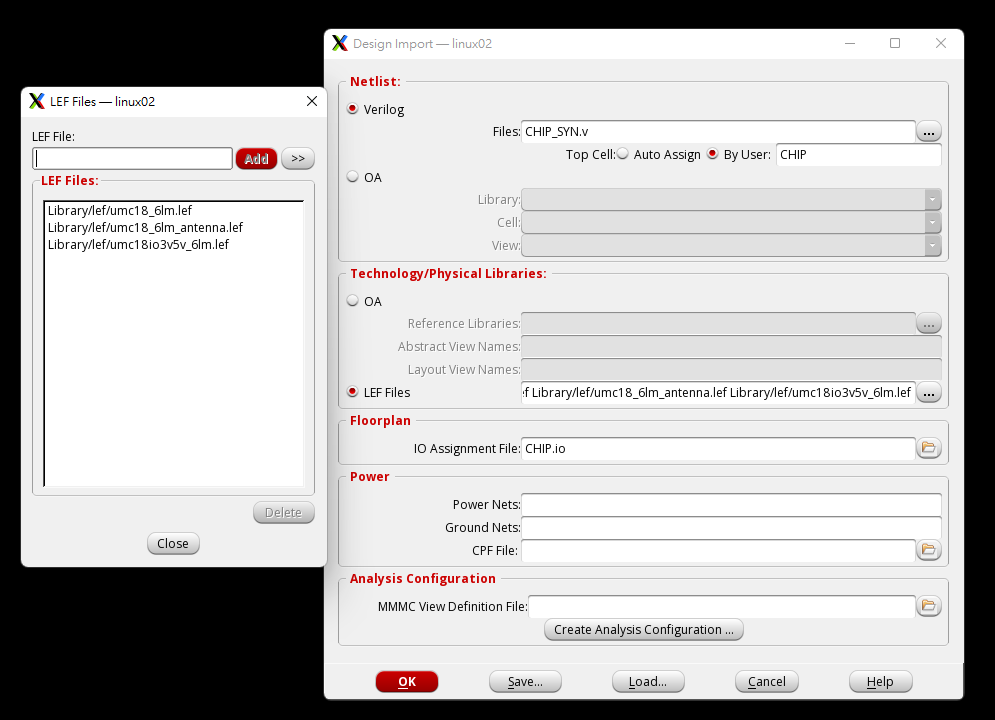 LEF Files — linux02
LEF File:
Add >>
LEF Files:
Library/lef/umc18_6lm.lef
Library/lef/umc18_6lm_antenna.lef
Library/lef/umc18io3v5v_6lm.lef
Delete
Close
Design Import — linux02
Netlist:
Verilog
Files: CHIP_SYN.v ...
Top Cell: Auto Assign By User: CHIP
OA
Library:
Cell:
View:
Technology/Physical Libraries:
OA
Reference Libraries: ...
Abstract View Names:
Layout View Names:
LEF Files ef Library/lef/umc18_6lm_antenna.lef Library/lef/umc18io3v5v_6lm.lef ...
Floorplan
IO Assignment File: CHIP.io
Power
Power Nets:
Ground Nets:
CPF File:
Analysis Configuration
MMMC View Definition File:
Create Analysis Configuration ...
OK Save... Load... Cancel Help